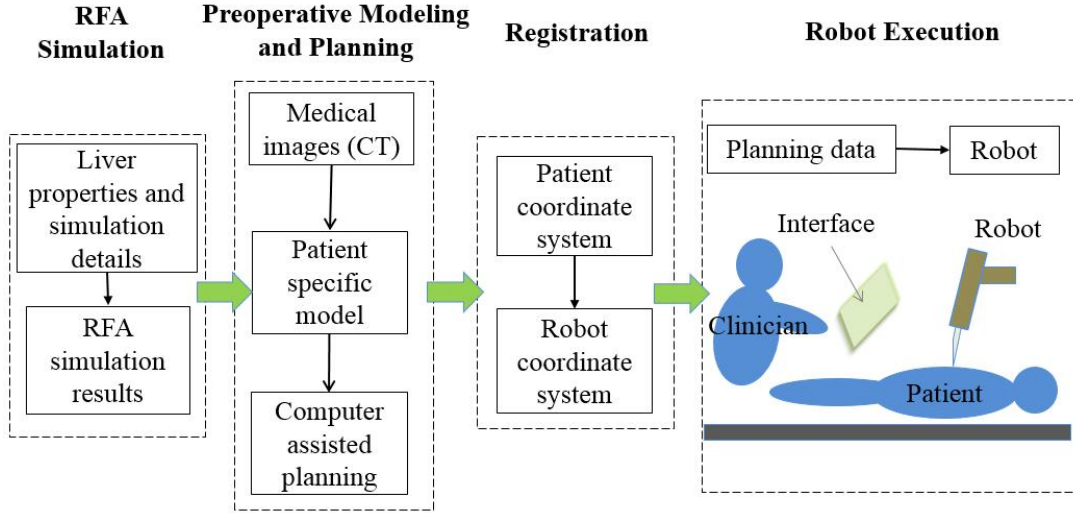 RFA
Simulation
Preoperative Modeling
and Planning
Registration
Robot Execution
Liver
properties and
simulation
details
RFA
simulation
results
Medical
images (CT)
Patient
specific
model
Computer
assisted
planning
Patient
coordinate
system
Robot
coordinate
system
Planning data
Robot
Interface
Robot
Clinician
Patient